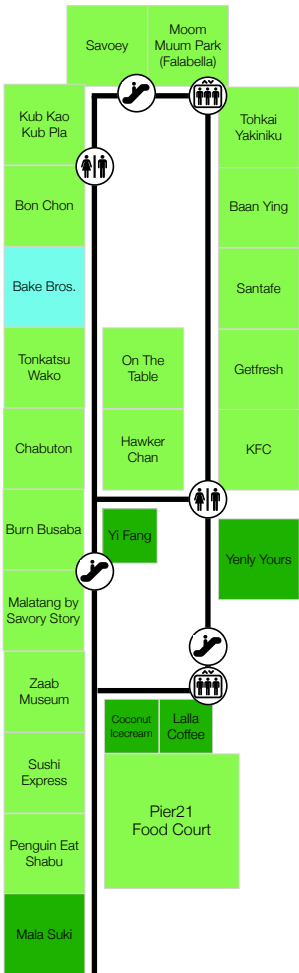 Savoey
Moom
Muum Park
(Falabella)
Kub Kao
Kub Pla
Tohkai
Yakiniku
Bon Chon
Baan Ying
Bake Bros.
Santafe
Tonkatsu
Wako
On The
Table
Getfresh
Chabuton
Hawker
Chan
KFC
Burn Busaba
Yi Fang
Yenly Yours
Malatang by
Savory Story
Zaab
Museum
Coconut
Icecream
Lalla
Coffee
Sushi
Express
Pier21
Food Court
Penguin Eat
Shabu
Mala Suki